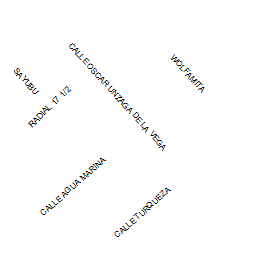 CALLE OSCAR UNZAGA DE LA VEGA
WOLFAMITA
SAYUBU
RADIAL 17 1/2
CALLE AGUA MARINA
CALLE TURQUEZA